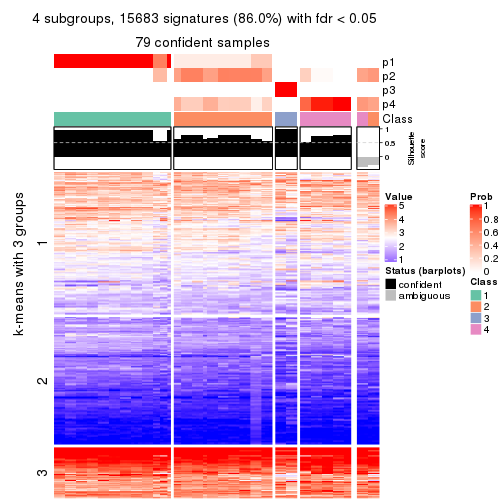 4 subgroups, 15683 signatures (86.0%) with fdr < 0.05
79 confident samples
p1
p2
p3
p4
Class
1
0.5
0
Silhouette
score
k-means with 3 groups
1
2
3
Value
5
4
3
2
1
Status (barplots)
confident
ambiguous
Prob
1
0.8
0.6
0.4
0.2
0
Class
1
2
3
4